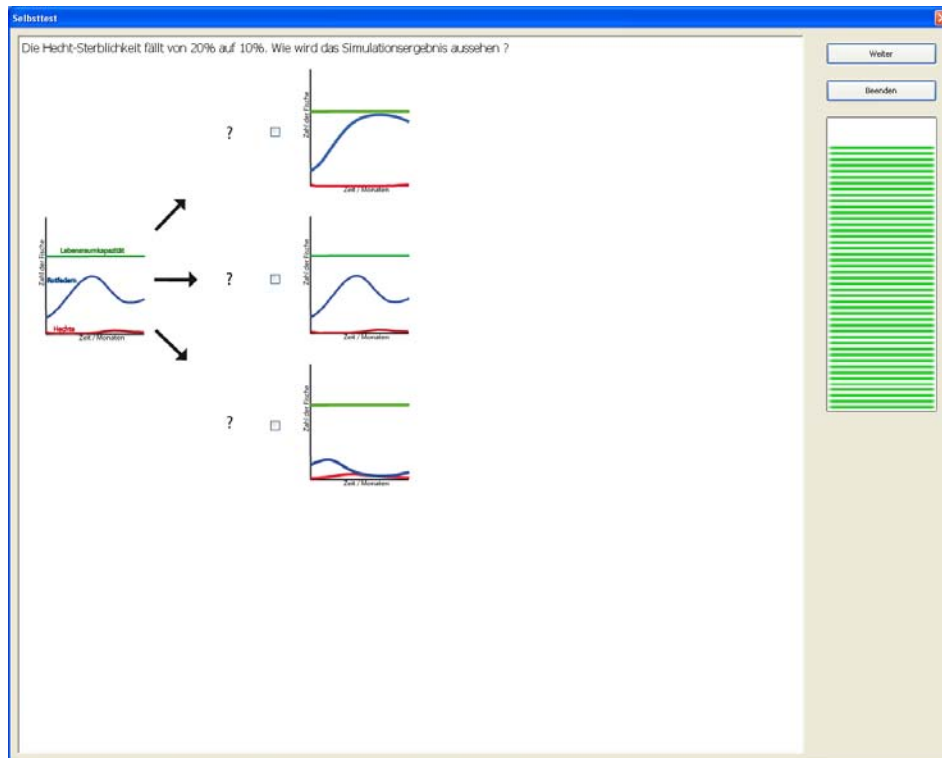 Selbsttest
Die Hecht-Sterblichkeit fällt von 20% auf 10%. Wie wird das Simulationsergebnis aussehen ?
Weiter
Beenden
Zahl der Fische
?
Zeit / Monaten
Zahl der Fische
Lebensraumkapazität
Rotfedern
Hechte
Zeit / Monaten
?
Zahl der Fische
Zeit / Monaten
?
Zahl der Fische
Zeit / Monaten